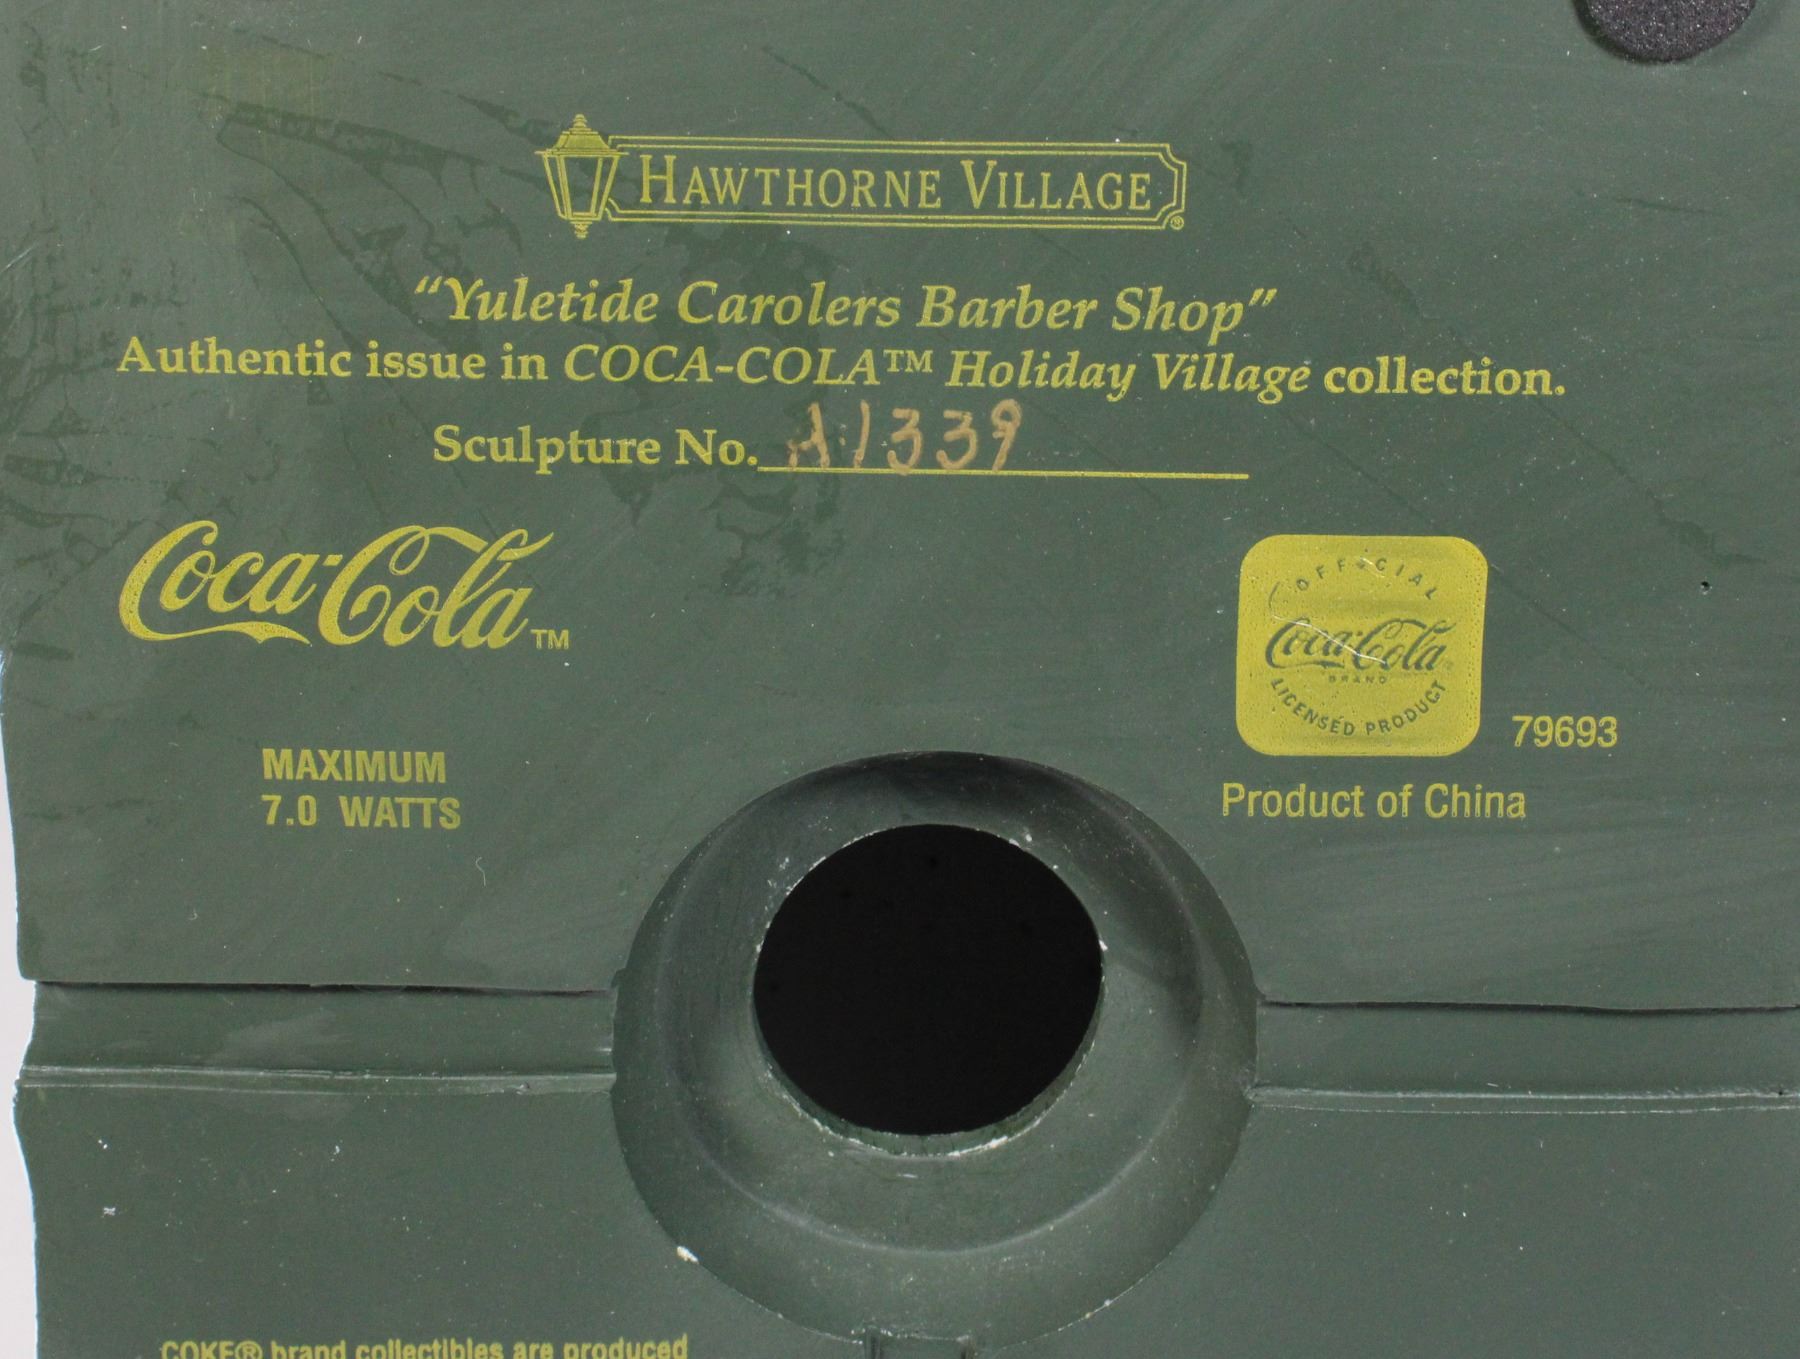 HAWTHORNE VILLAGE®
“Yuletide Carolers Barber Shop”
Authentic issue in COCA-COLA™ Holiday Village collection.
Sculpture No. A1339
Coca-Cola™
OFFICIAL
Coca-Cola
BRAND
LICENSED PRODUCT
79693
MAXIMUM
7.0 WATTS
Product of China
COKE® brand collectibles are produced